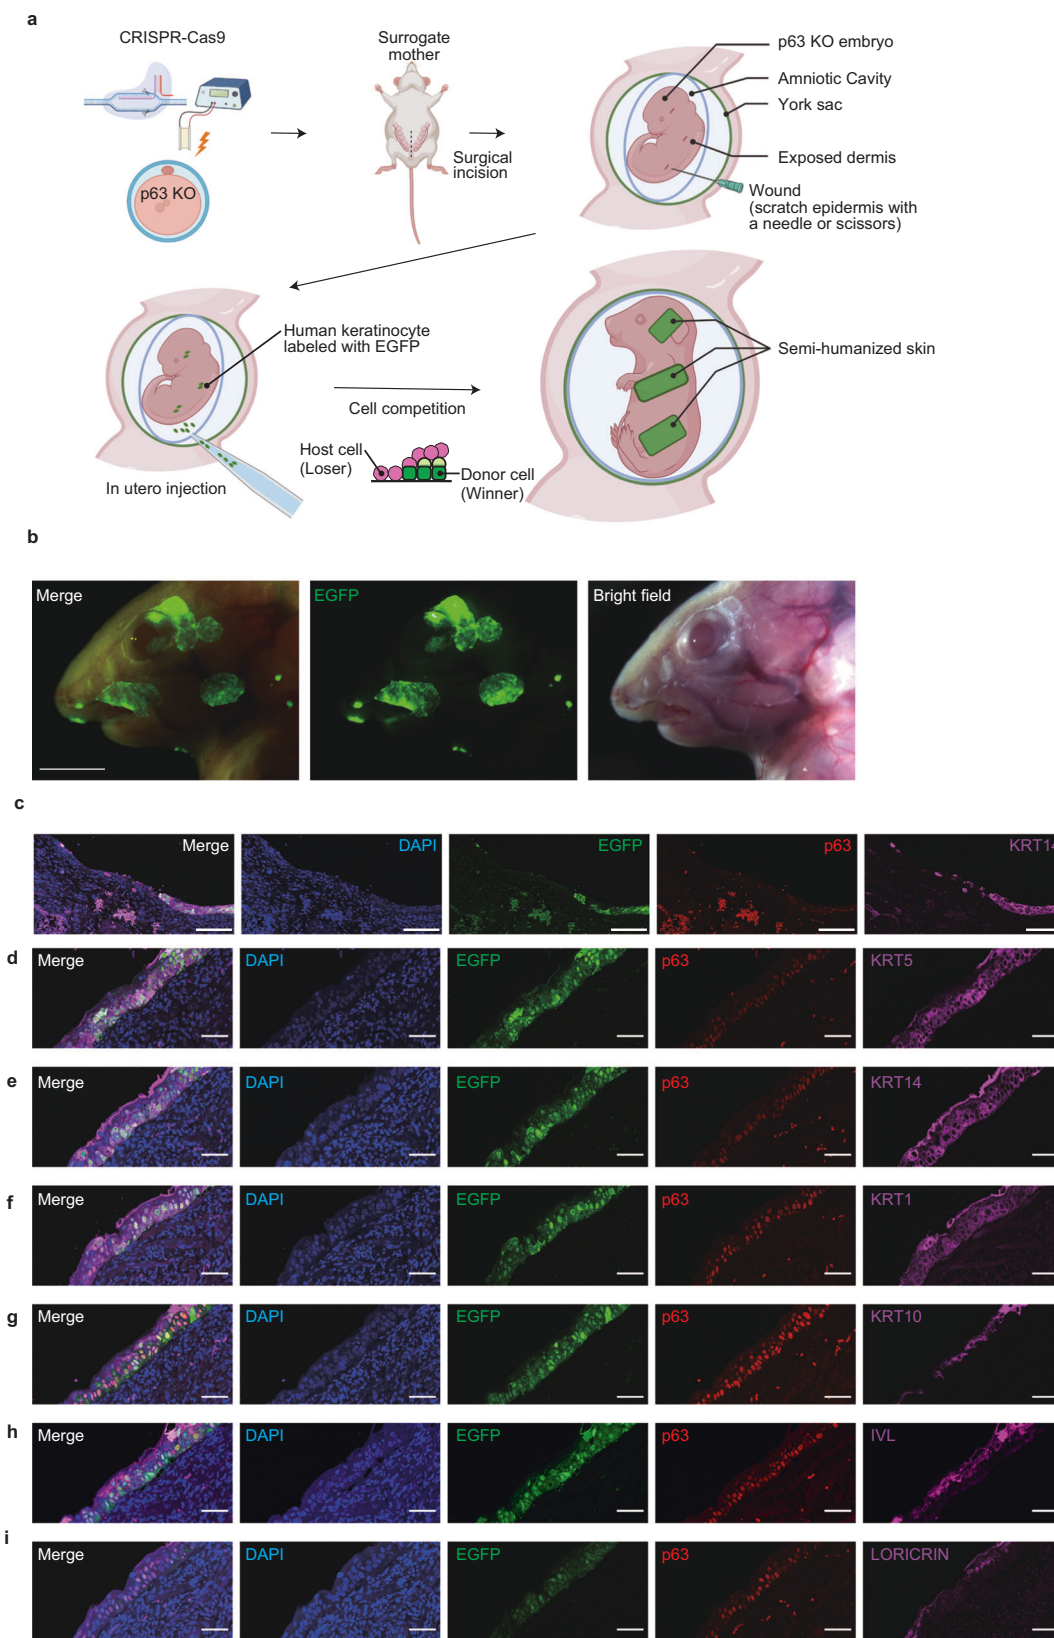 a
CRISPR-Cas9
p63 KO
Surrogate
mother
Surgical
incision
p63 KO embryo
Amniotic Cavity
York sac
Exposed dermis
Wound
(scratch epidermis with
a needle or scissors)
Human keratinocyte
labeled with EGFP
In utero injection
Cell competition
Host cell
(Loser)
Donor cell
(Winner)
Semi-humanized skin
b
Merge
EGFP
Bright field
c
Merge
DAPI
EGFP
p63
KRT14
d
Merge
DAPI
EGFP
p63
KRT5
e
Merge
DAPI
EGFP
p63
KRT14
f
Merge
DAPI
EGFP
p63
KRT1
g
Merge
DAPI
EGFP
p63
KRT10
h
Merge
DAPI
EGFP
p63
IVL
i
Merge
DAPI
EGFP
p63
LORICRIN